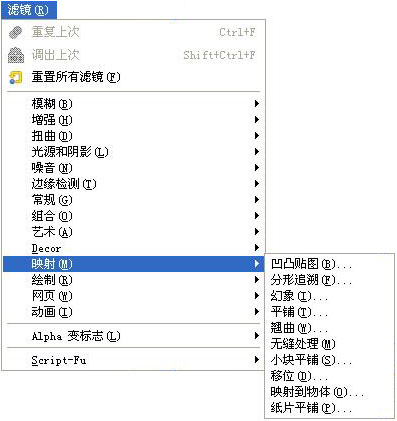 滤镜(R)
重复上次 Ctrl+F
调出上次 Shift+Ctrl+F
重置所有滤镜(F)
模糊(B)
增强(H)
扭曲(D)
光源和阴影(L)
噪音(N)
边缘检测(T)
常规(G)
组合(O)
艺术(A)
Decor
映射(M)
绘制(R)
网页(W)
动画(I)
Alpha 变标志(L)
Script-Fu
凹凸贴图(B)...
分形追溯(F)...
幻象(I)...
平铺(T)...
翘曲(W)...
无缝处理(M)
小块平铺(S)...
移位(D)...
映射到物体(O)...
纸片平铺(P)...